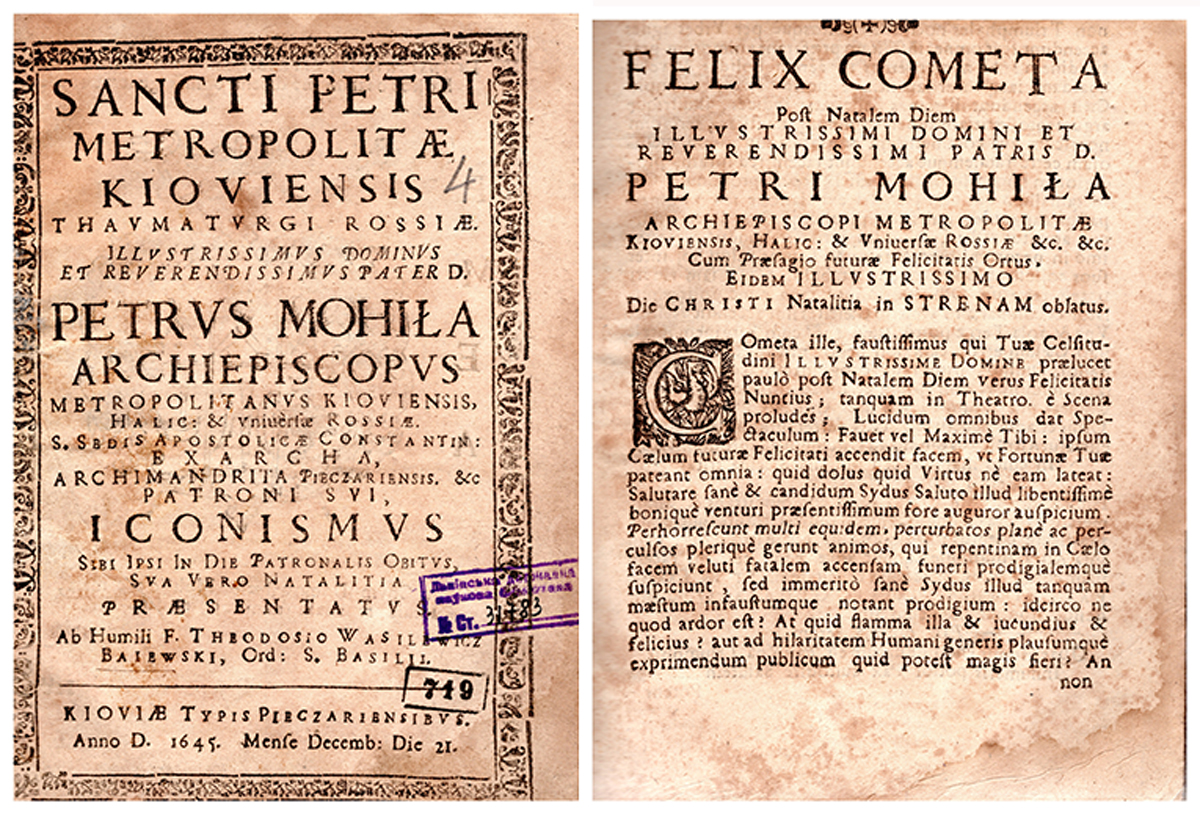 SANCTI PETRI
METROPOLITÆ
KIOVIENSIS
4
THAVMATVRGI ROSSIÆ.
ILLVSTRISSIMVS DOMINVS
ET REVERENDISSIMVS PATER D.
PETRVS MOHIŁA
ARCHIEPISCOPVS
METROPOLITANVS KIOVIENSIS,
HALIC: & vniuersæ ROSSIÆ.
S. SEDIS APOSTOLICÆ CONSTANTIN:
EXARCHA,
ARCHIMANDRITA PIECZARIENSIS. &c
PATRONI SVI,
ICONISMVS
SIBI IPSI IN DIE PATRONALIS OBITVS,
SVA VERO NATALITIA
PRÆSENTATVS
Ab Humili F. THEODOSIO WASILEWICZ
BAIEWSKI, Ord: S. BASILII.
Львівська
наукова
№ Ст. 31783
719
KIOVIÆ TYPIS PIECZARIENSIBVS.
Anno D. 1645. Mense Decemb: Die 21.
FELIX COMETA
Poſt Natalem Diem
ILLVSTRISSIMI DOMINI ET
REVERENDISSIMI PATRIS D.
PETRI MOHIŁA
ARCHIEPISCOPI METROPOLITÆ
KIOVIENSIS, HALIC: & Vniuerſæ ROSSIÆ &c. &c.
Cum Præſagio futuræ Felicitatis Ortus.
EIDEM ILLVSTRISSIMO
Die CHRISTI Natalitia in STRENAM oblatus.
COmeta ille, fauſtiſſimus qui Tuæ Celſitu-
dini ILLVSTRISSIME DOMINE prælucet
paulò poſt Natalem Diem verus Felicitatis
Nuntius; tanquam in Theatro. è Scena
proludes; Lucidum omnibus dat Spe-
ctaculum: Fauet vel Maximè Tibi: ipſum
Cælum futuræ Felicitati accendit facem, vt Fortunæ Tuæ
pateant omnia: quid dolus quid Virtus nè eam lateat:
Salutare ſanè & candidum Sydus Saluto illud libentiſſimè
boniquè venturi præſentiſſimum fore auguror auſpicium.
Perhorreſcunt multi equidem, perturbatos planè ac per-
culſos pleriquè gerunt animos, qui repentinam in Cælo
facem veluti fatalem accenſam, funeri prodigialemquè
ſuſpiciunt, ſed immeritò ſanè Sydus illud tanquàm
mæſtum infauſtumque notant prodigium: idcirco ne
quod ardor eſt? At quid flamma illa & iucundius &
felicius? aut ad hilaritatem Humani generis plauſumquè
exprimendum publicum quid poteſt magis fieri? An
non